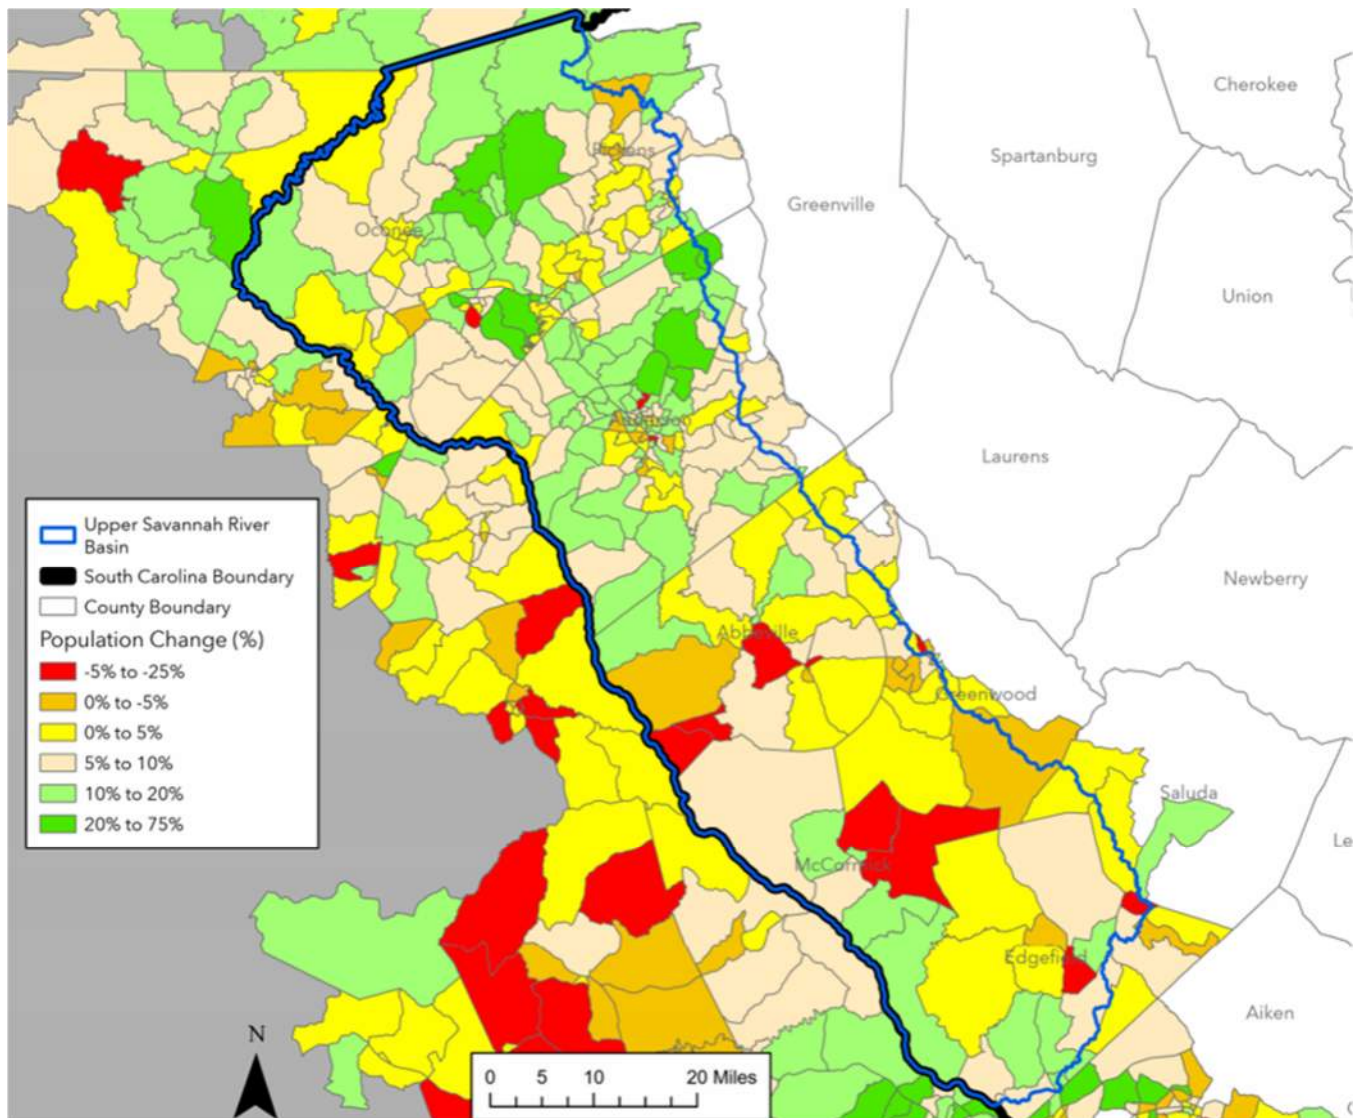 Cherokee
Spartanburg
Pickens
Greenville
Oconee
Union
Anderson
Laurens
Upper Savannah River
Basin
South Carolina Boundary
County Boundary
Newberry
Population Change (%)
Abbeville
-5% to -25%
0% to -5%
Greenwood
0% to 5%
5% to 10%
10% to 20%
Saluda
20% to 75%
Le
McCormick
Edgefield
Aiken
N
0 5 10 20 Miles